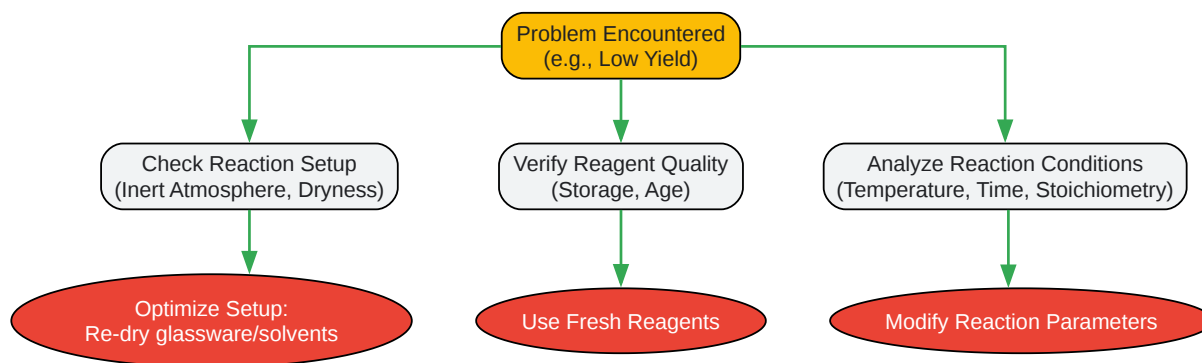 Problem Encountered
(e.g., Low Yield)
Check Reaction Setup
(Inert Atmosphere, Dryness)
Verify Reagent Quality
(Storage, Age)
Analyze Reaction Conditions
(Temperature, Time, Stoichiometry)
Optimize Setup:
Re-dry glassware/solvents
Use Fresh Reagents
Modify Reaction Parameters